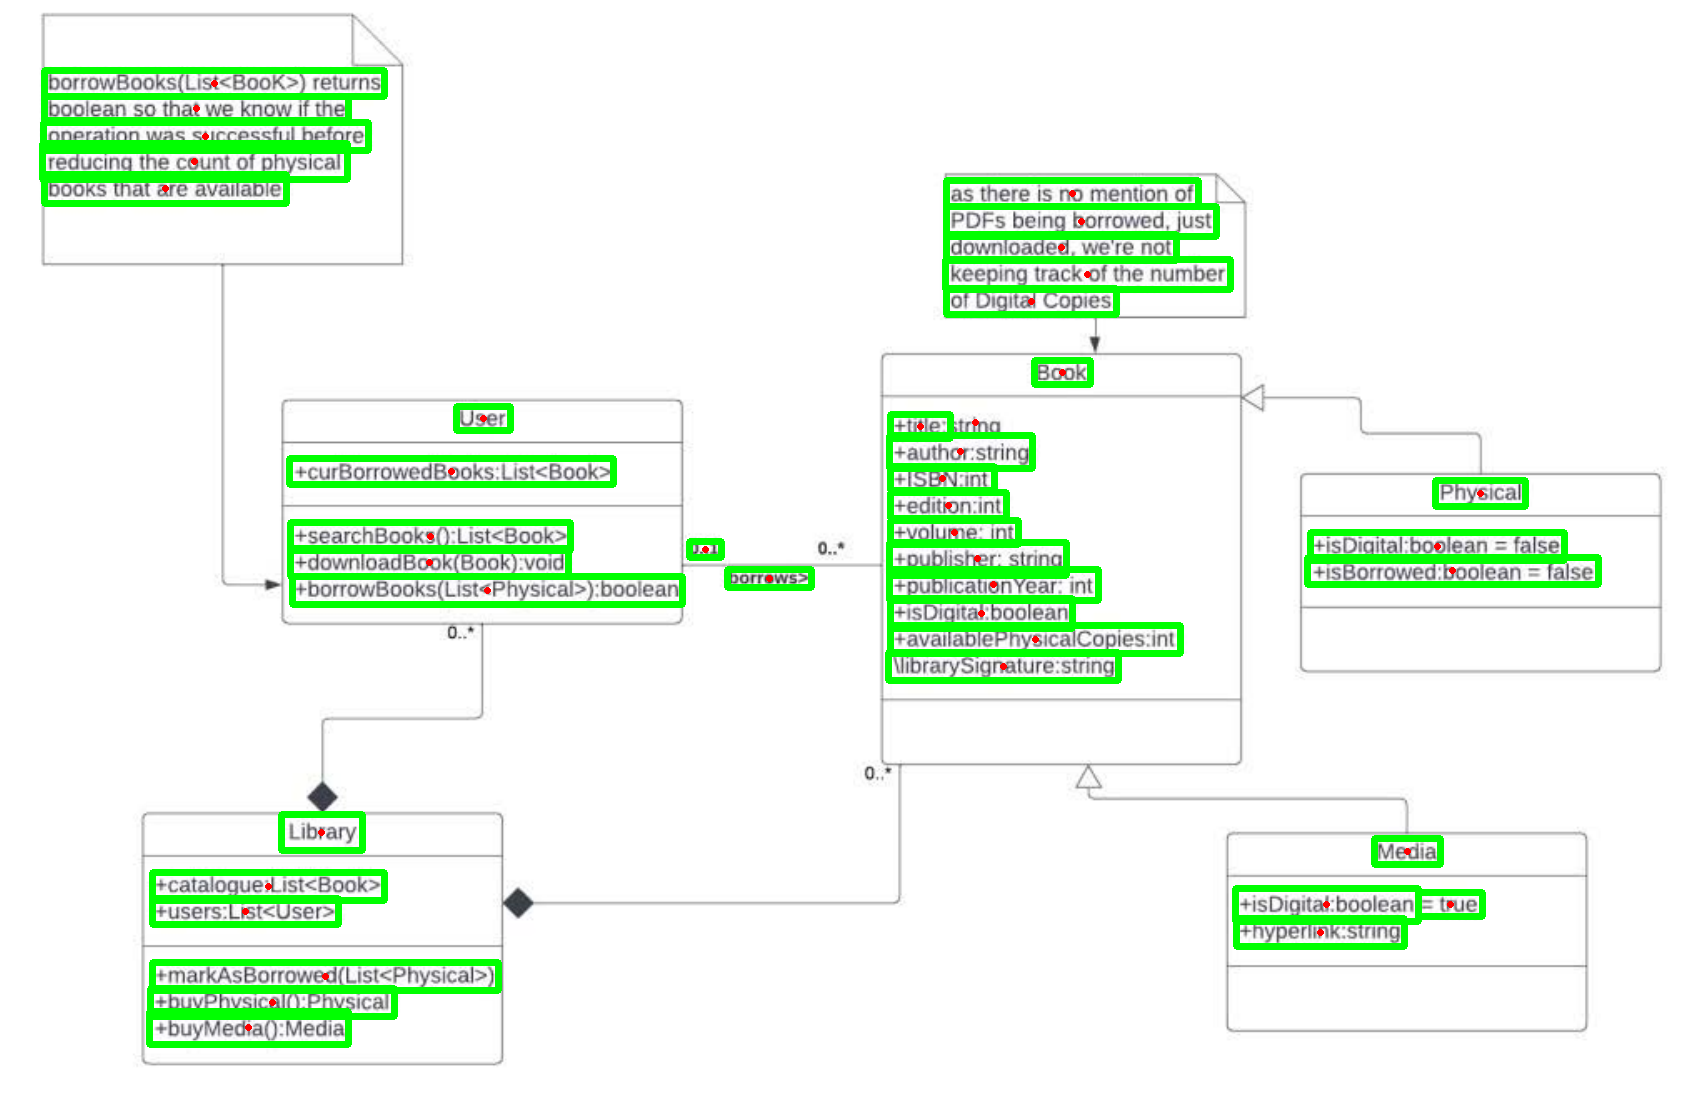 borrowBooks(List<BooK>) returns
boolean so that we know if the
operation was successful before
reducing the count of physical
books that are available
as there is no mention of
PDFs being borrowed, just
downloaded, we're not
keeping track of the number
of Digital Copies
Book
+title:string
+author:string
+ISBN:int
+edition:int
+volume: int
+publisher: string
+publicationYear: int
+isDigital:boolean
+availablePhysicalCopies:int
\librarySignature:string
User
+curBorrowedBooks:List<Book>
+searchBooks():List<Book>
+downloadBook(Book):void
+borrowBooks(List<Physical>):boolean
0..1
0..*
borrows>
Physical
+isDigital:boolean = false
+isBorrowed:boolean = false
0..*
0..*
Library
+catalogue:List<Book>
+users:List<User>
+markAsBorrowed(List<Physical>)
+buyPhysical():Physical
+buyMedia():Media
Media
+isDigital:boolean = true
+hyperlink:string